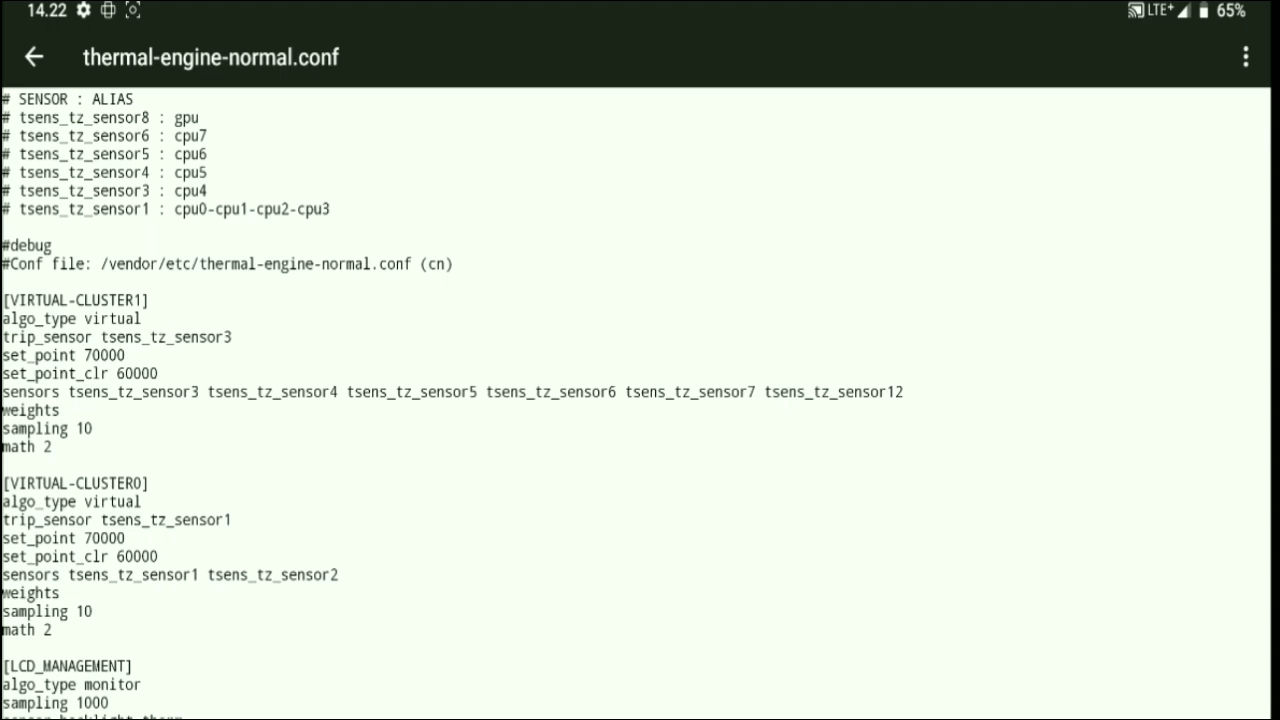 14.22
LTE+ 65%
thermal-engine-normal.conf
# SENSOR : ALIAS
# tsens_tz_sensor8 : gpu
# tsens_tz_sensor6 : cpu7
# tsens_tz_sensor5 : cpu6
# tsens_tz_sensor4 : cpu5
# tsens_tz_sensor3 : cpu4
# tsens_tz_sensor1 : cpu0-cpu1-cpu2-cpu3
#debug
#Conf file: /vendor/etc/thermal-engine-normal.conf (cn)
[VIRTUAL-CLUSTER1]
algo_type virtual
trip_sensor tsens_tz_sensor3
set_point 70000
set_point_clr 60000
sensors tsens_tz_sensor3 tsens_tz_sensor4 tsens_tz_sensor5 tsens_tz_sensor6 tsens_tz_sensor7 tsens_tz_sensor12
weights
sampling 10
math 2
[VIRTUAL-CLUSTER0]
algo_type virtual
trip_sensor tsens_tz_sensor1
set_point 70000
set_point_clr 60000
sensors tsens_tz_sensor1 tsens_tz_sensor2
weights
sampling 10
math 2
[LCD_MANAGEMENT]
algo_type monitor
sampling 1000